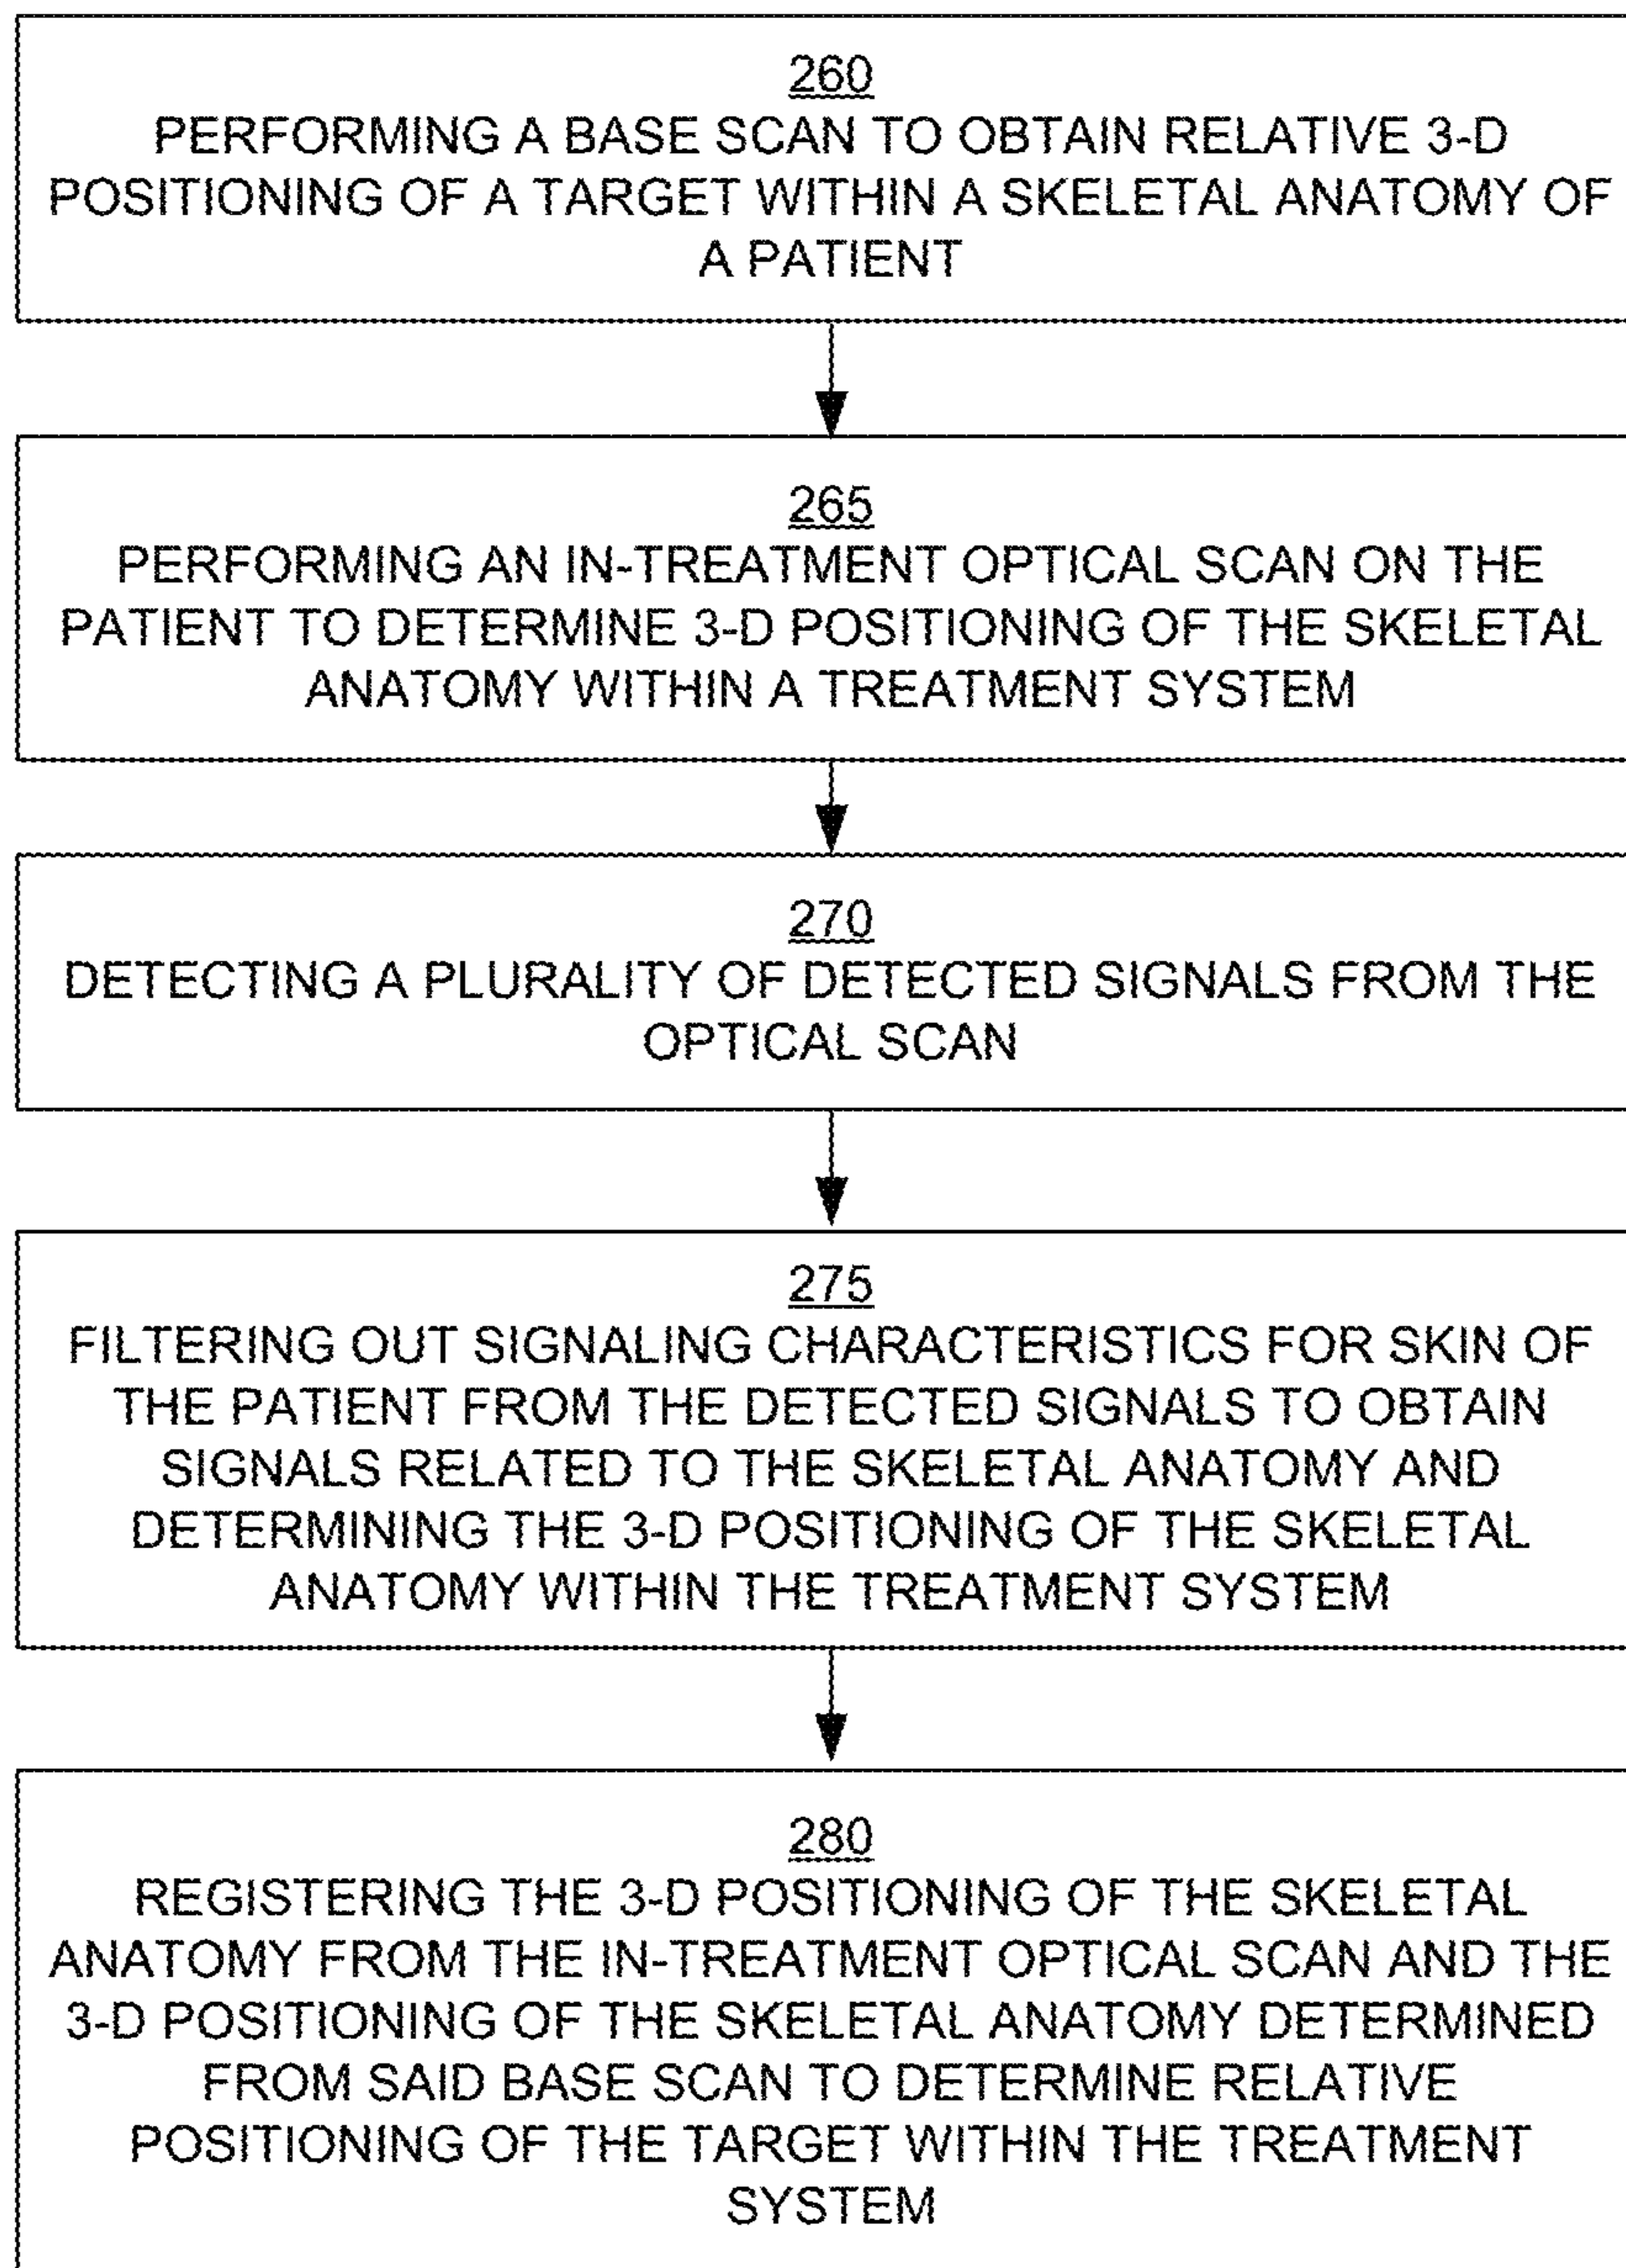 260
PERFORMING A BASE SCAN TO OBTAIN RELATIVE 3-D
POSITIONING OF A TARGET WITHIN A SKELETAL ANATOMY OF
A PATIENT
265
PERFORMING AN IN-TREATMENT OPTICAL SCAN ON THE
PATIENT TO DETERMINE 3-D POSITIONING OF THE SKELETAL
ANATOMY WITHIN A TREATMENT SYSTEM
270
DETECTING A PLURALITY OF DETECTED SIGNALS FROM THE
OPTICAL SCAN
275
FILTERING OUT SIGNALING CHARACTERISTICS FOR SKIN OF
THE PATIENT FROM THE DETECTED SIGNALS TO OBTAIN
SIGNALS RELATED TO THE SKELETAL ANATOMY AND
DETERMINING THE 3-D POSITIONING OF THE SKELETAL
ANATOMY WITHIN THE TREATMENT SYSTEM
280
REGISTERING THE 3-D POSITIONING OF THE SKELETAL
ANATOMY FROM THE IN-TREATMENT OPTICAL SCAN AND THE
3-D POSITIONING OF THE SKELETAL ANATOMY DETERMINED
FROM SAID BASE SCAN TO DETERMINE RELATIVE
POSITIONING OF THE TARGET WITHIN THE TREATMENT
SYSTEM